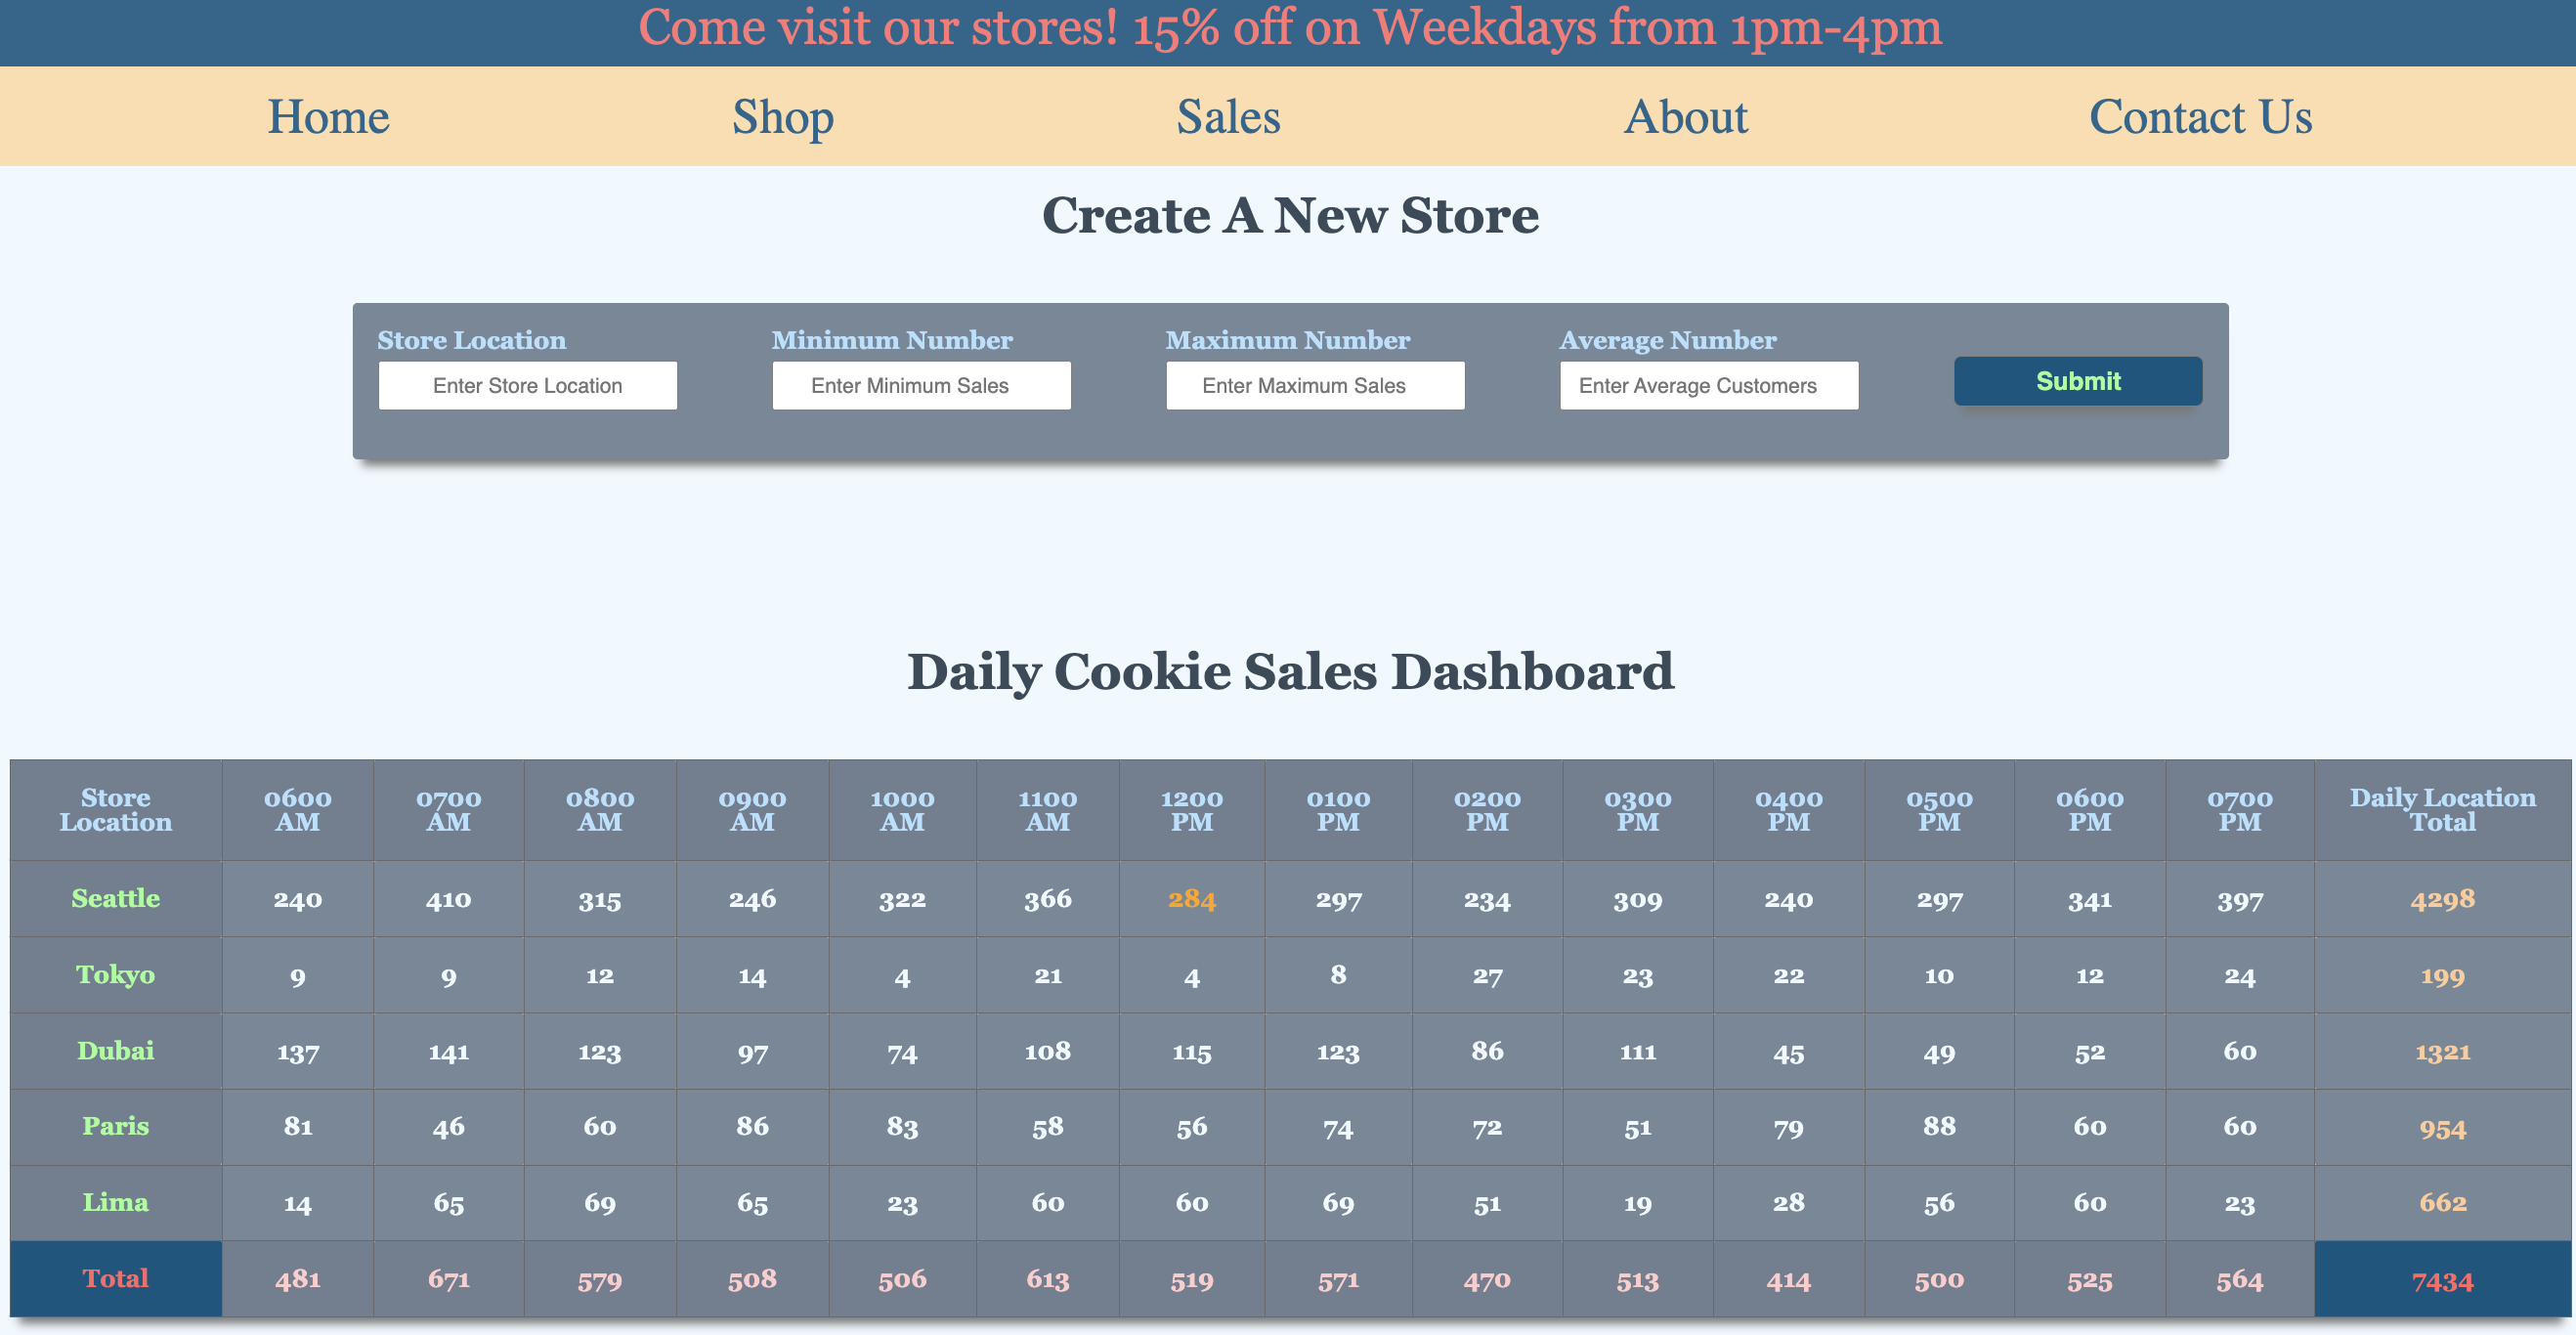 Come visit our stores! 15% off on Weekdays from 1pm-4pm
Home Shop Sales About Contact Us
Create A New Store
Store Location Minimum Number Maximum Number Average Number
Enter Store Location Enter Minimum Sales Enter Maximum Sales Enter Average Customers Submit
Daily Cookie Sales Dashboard
Store Location 0600 AM 0700 AM 0800 AM 0900 AM 1000 AM 1100 AM 1200 PM 0100 PM 0200 PM 0300 PM 0400 PM 0500 PM 0600 PM 0700 PM Daily Location Total
Seattle 240 410 315 246 322 366 284 297 234 309 240 297 341 397 4298
Tokyo 9 9 12 14 4 21 4 8 27 23 22 10 12 24 199
Dubai 137 141 123 97 74 108 115 123 86 111 45 49 52 60 1321
Paris 81 46 60 86 83 58 56 74 72 51 79 88 60 60 954
Lima 14 65 69 65 23 60 60 69 51 19 28 56 60 23 662
Total 481 671 579 508 506 613 519 571 470 513 414 500 525 564 7434